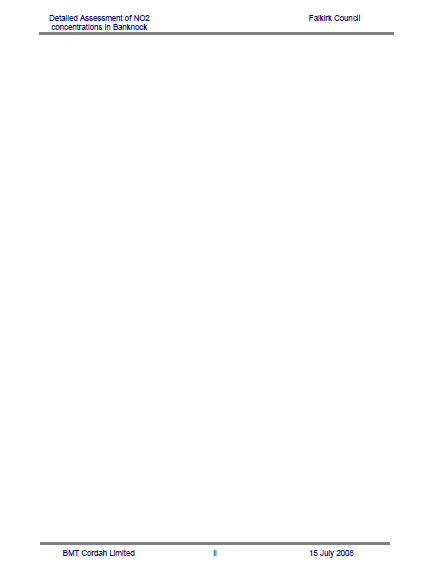 Detailed Assessment of NO2 Falkirk Council
concentrations in Banknock
BMT Cordah Limited ii 15 July 2008